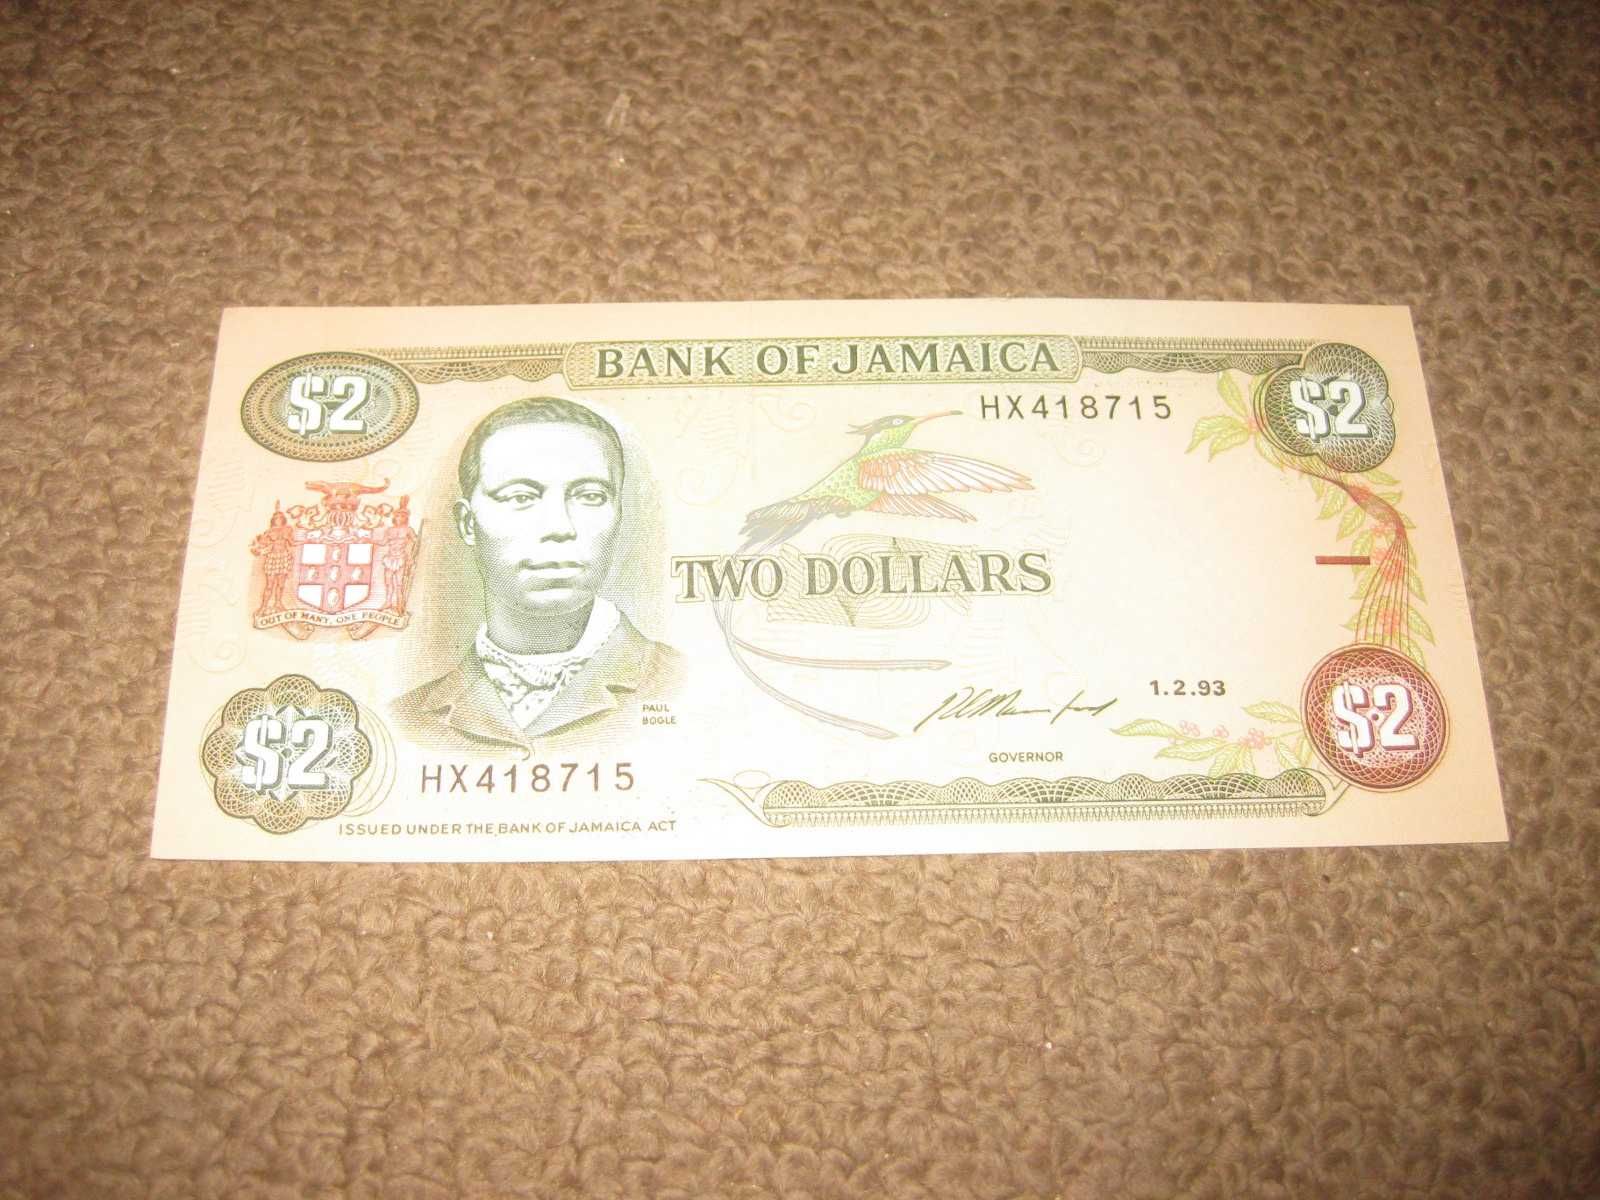 BANK OF JAMAICA
$2
$2
HX418715
OUT OF MANY, ONE PEOPLE
TWO DOLLARS
PAUL
BOGLE
1.2.93
GOVERNOR
$2
$2
HX418715
ISSUED UNDER THE BANK OF JAMAICA ACT